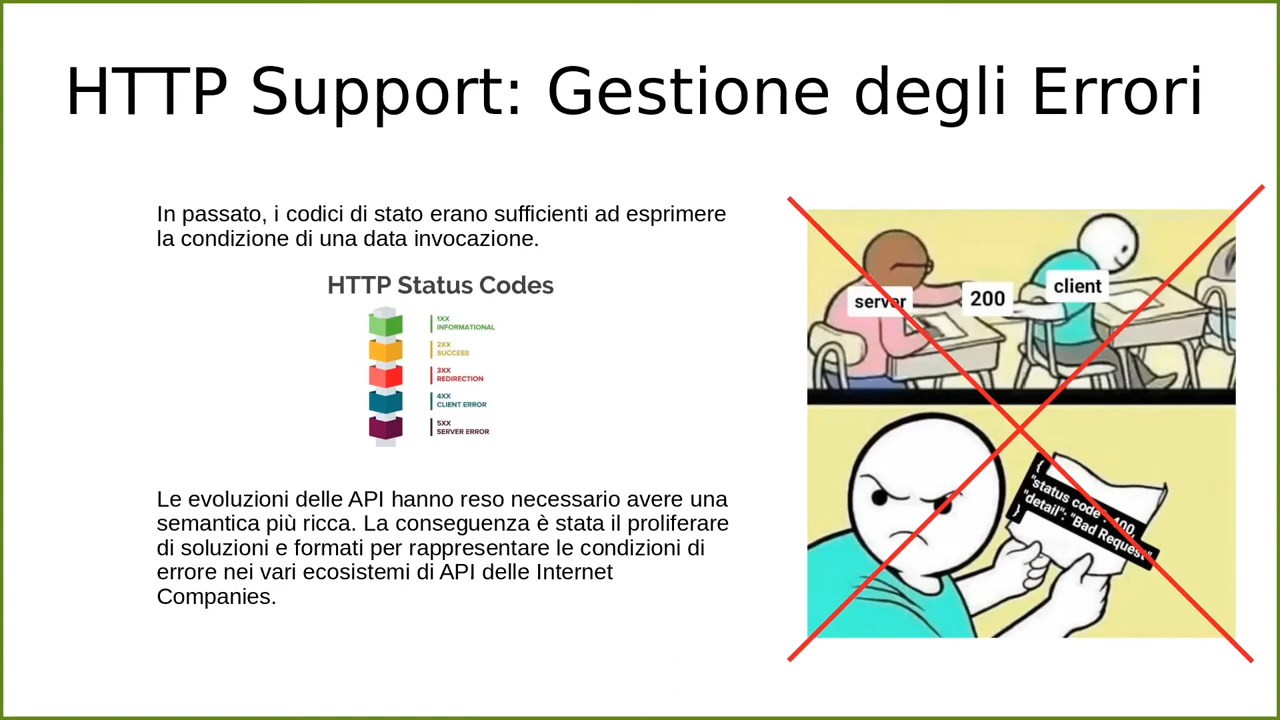 HTTP Support: Gestione degli Errori
In passato, i codici di stato erano sufficienti ad esprimere
la condizione di una data invocazione.
HTTP Status Codes
1XX
INFORMATIONAL
2XX
SUCCESS
3XX
REDIRECTION
4XX
CLIENT ERROR
5XX
SERVER ERROR
Le evoluzioni delle API hanno reso necessario avere una
semantica più ricca. La conseguenza è stata il proliferare
di soluzioni e formati per rappresentare le condizioni di
errore nei vari ecosistemi di API delle Internet
Companies.
server
200
client
{
"status code": 400,
"detail": "Bad Request"
}